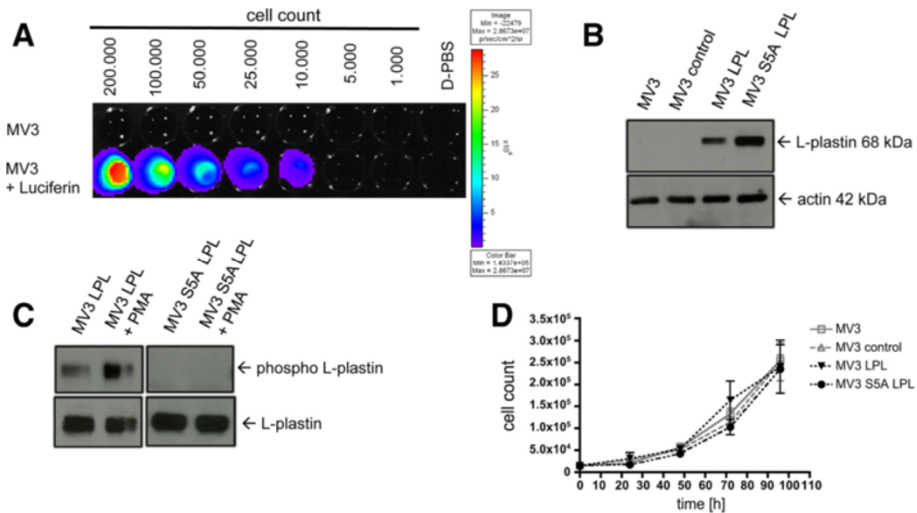 A
cell count
200.000
100.000
50.000
25.000
10.000
5.000
1.000
D-PBS
MV3
MV3
+ Luciferin
Image
Min = -22479
Max = 2.8673e+07
p/sec/cm^2/sr
25
20
15
10
5
Color Bar
Min = 1.4337e+05
Max = 2.8673e+07
B
MV3
MV3 control
MV3 LPL
MV3 S5A LPL
← L-plastin 68 kDa
← actin 42 kDa
C
MV3 LPL
MV3 LPL
+ PMA
MV3 S5A LPL
MV3 S5A LPL
+ PMA
← phospho L-plastin
← L-plastin
D
cell count
3.5x10⁵
3.0x10⁵
2.5x10⁵
2.0x10⁵
1.5x10⁵
1.0x10⁵
5.0x10⁴
0
0 10 20 30 40 50 60 70 80 90 100 110
time [h]
MV3
MV3 control
MV3 LPL
MV3 S5A LPL